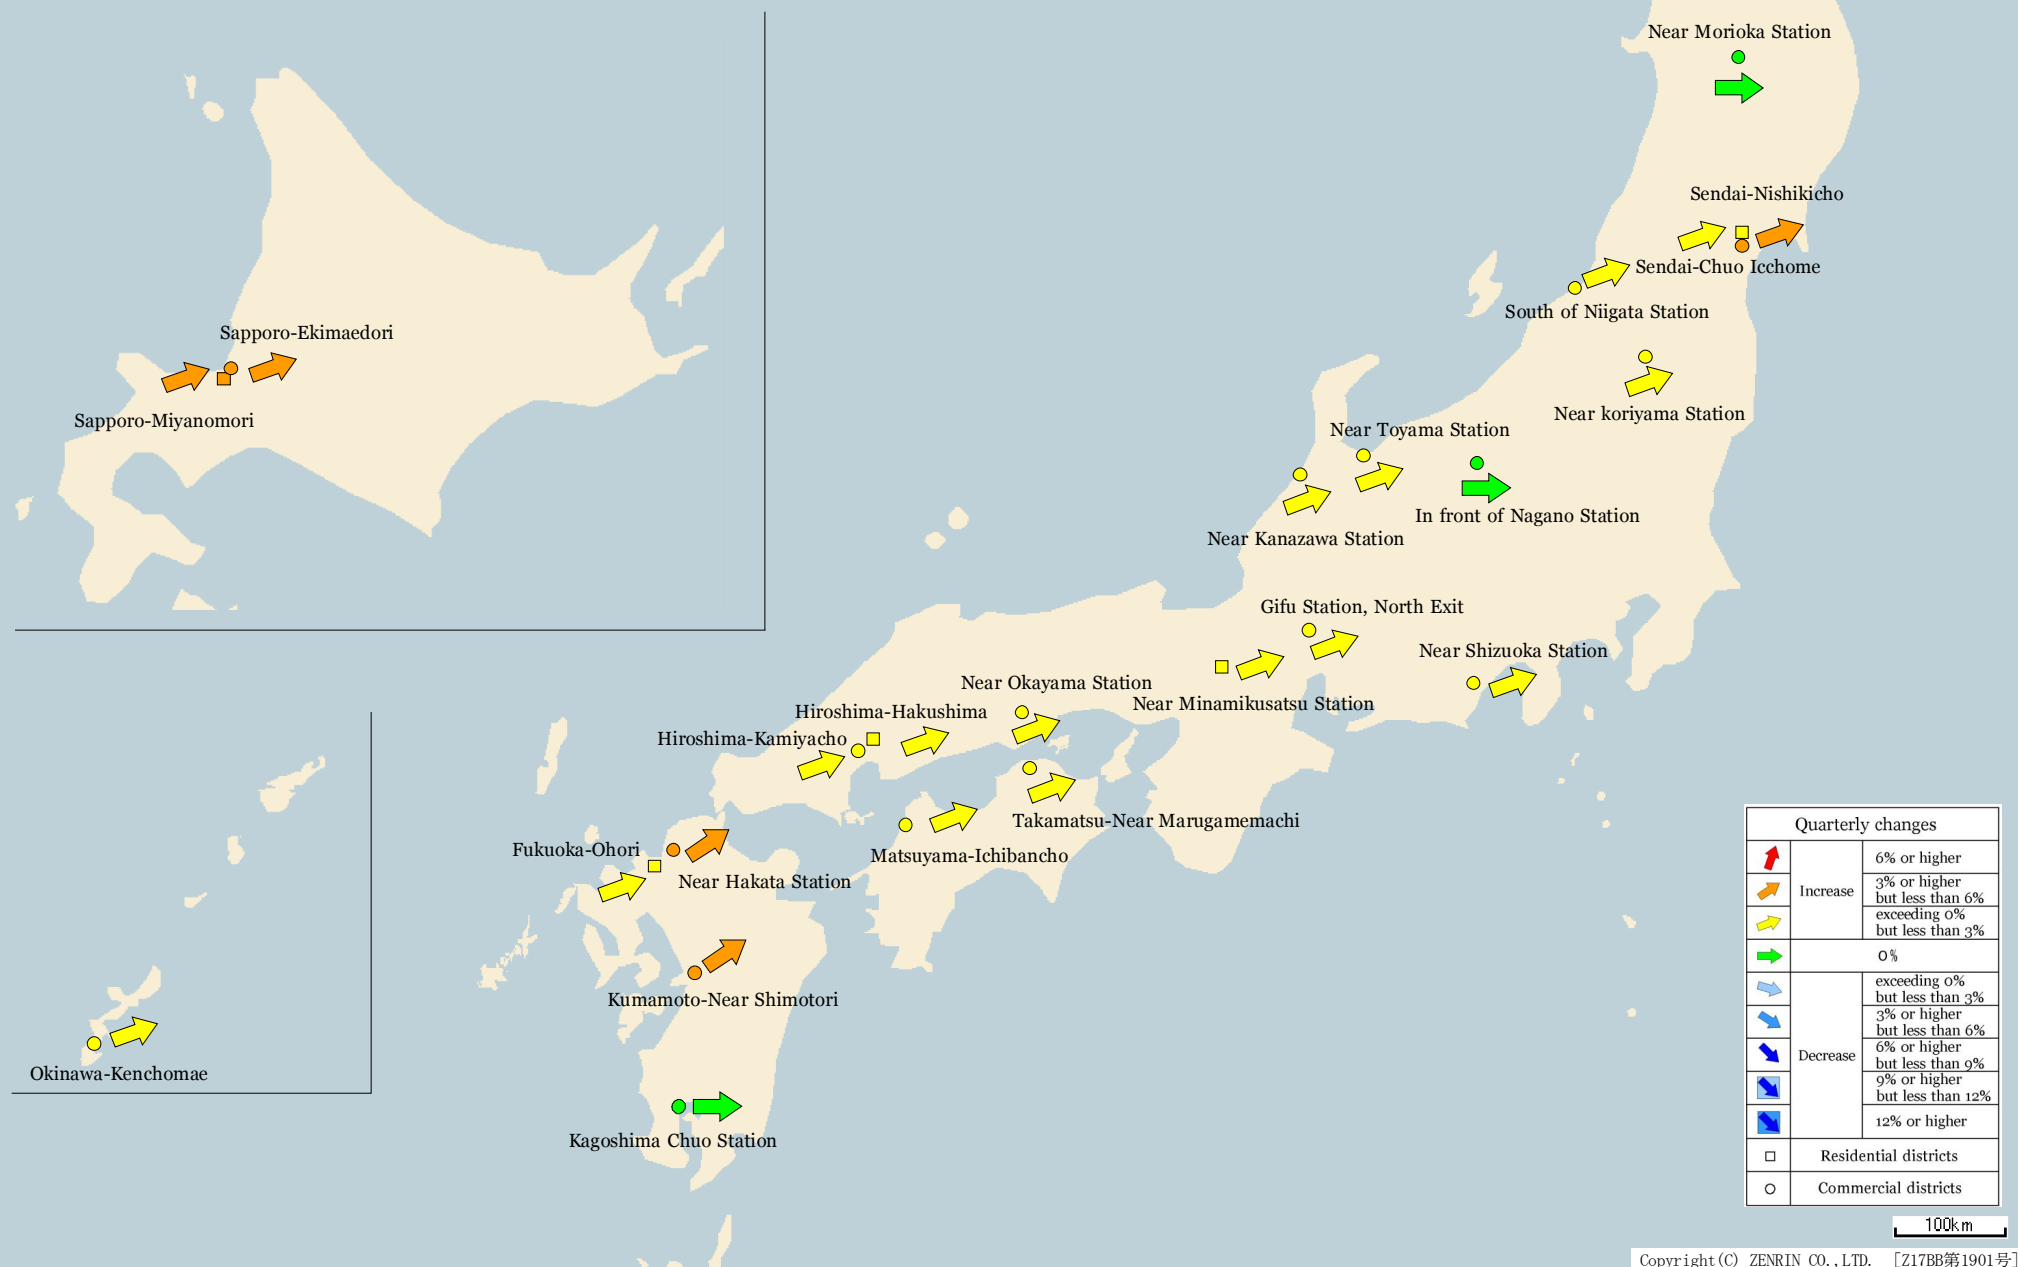 Near Morioka Station
Sendai-Nishikicho
Sendai-Chuo Icchome
South of Niigata Station
Sapporo-Ekimaedori
Sapporo-Miyanomori
Near koriyama Station
Near Toyama Station
In front of Nagano Station
Near Kanazawa Station
Gifu Station, North Exit
Near Shizuoka Station
Near Okayama Station
Near Minamikusatsu Station
Hiroshima-Hakushima
Hiroshima-Kamiyacho
Takamatsu-Near Marugamemachi
Matsuyama-Ichibancho
Fukuoka-Ohori
Near Hakata Station
Kumamoto-Near Shimotori
Okinawa-Kenchomae
Kagoshima Chuo Station
Quarterly changes
Increase
6% or higher
3% or higher
but less than 6%
exceeding 0%
but less than 3%
0%
Decrease
exceeding 0%
but less than 3%
3% or higher
but less than 6%
6% or higher
but less than 9%
9% or higher
but less than 12%
12% or higher
Residential districts
Commercial districts
100km
Copyright(C) ZENRIN CO.,LTD. [Z17BB第1901号]